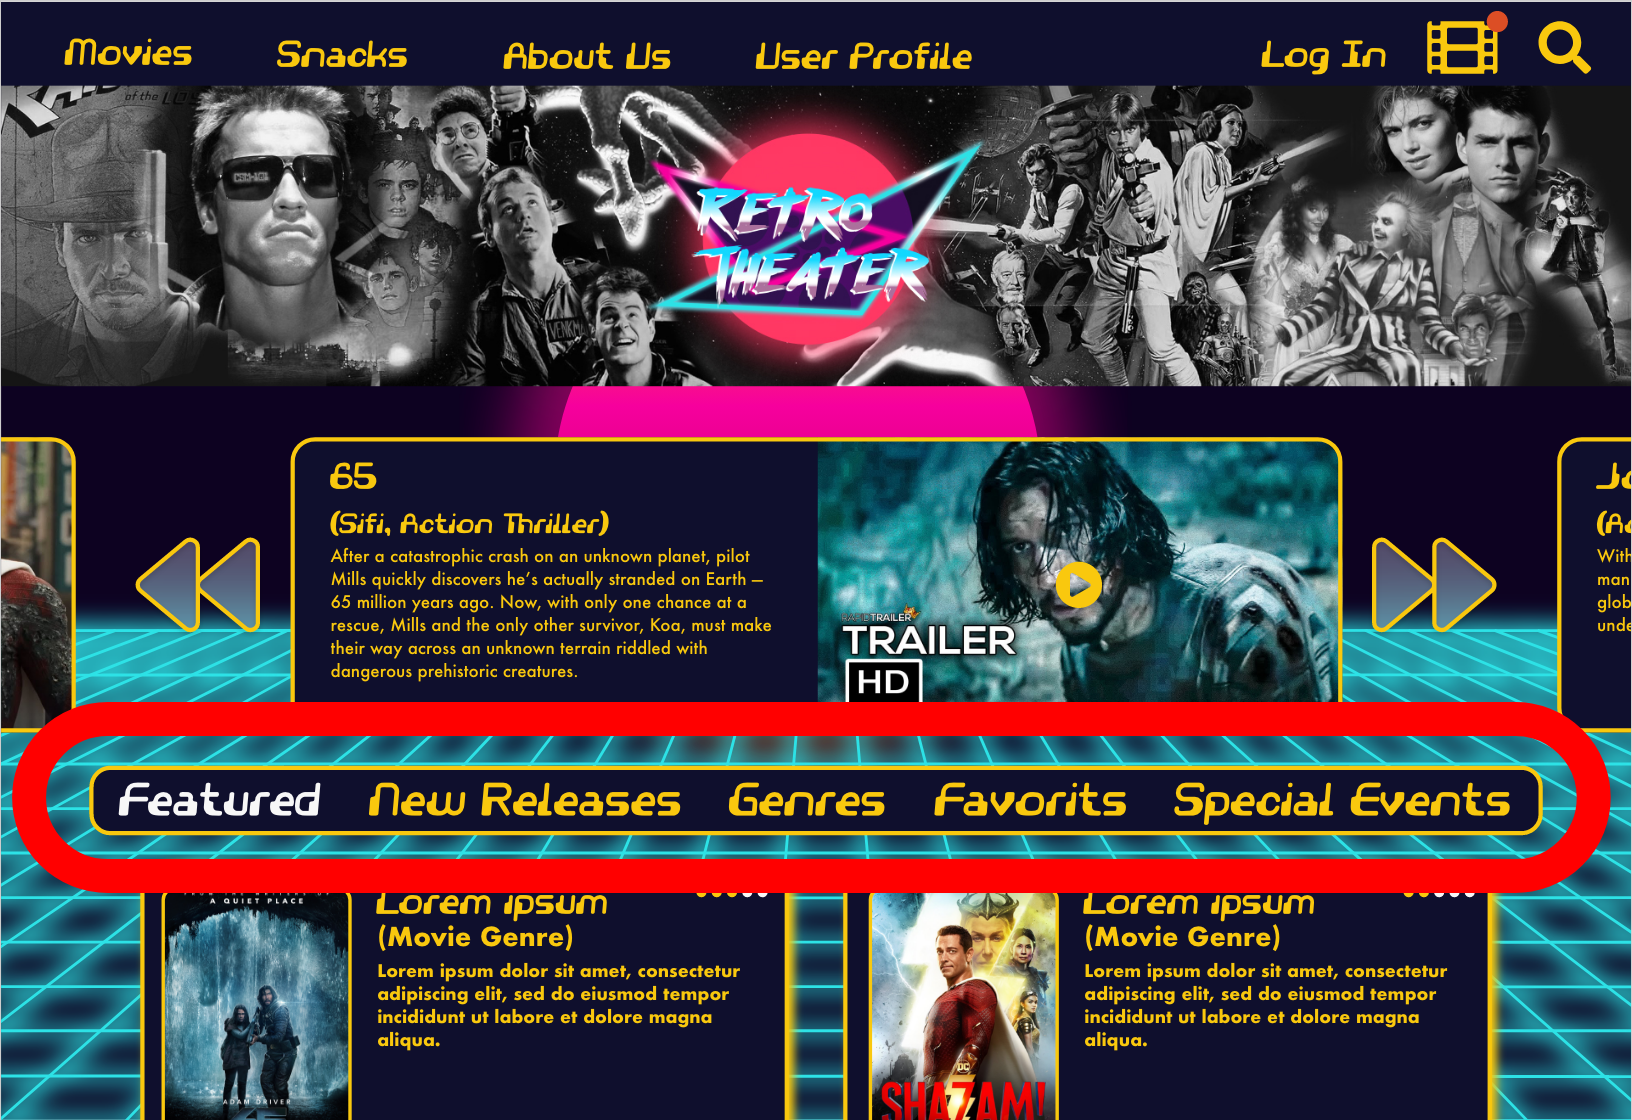 Movies
Snacks
About Us
User Profile
Log In
of the
RETRO
THEATER
VENKM
65
(Sifi, Action Thriller)
After a catastrophic crash on an unknown planet, pilot
Mills quickly discovers he's actually stranded on Earth —
65 million years ago. Now, with only one chance at a
rescue, Mills and the only other survivor, Koa, must make
their way across an unknown terrain riddled with
dangerous prehistoric creatures.
TRAILER
TRAILER
HD
With
man
glob
unde
Featured
New Releases
Genres
Favorits
Special Events
A QUIET PLACE
ADAM DRIVER
Lorem Ipsum
(Movie Genre)
Lorem ipsum dolor sit amet, consectetur
adipiscing elit, sed do eiusmod tempor
incididunt ut labore et dolore magna
aliqua.
DC
SHAZAM!
Lorem Ipsum
(Movie Genre)
Lorem ipsum dolor sit amet, consectetur
adipiscing elit, sed do eiusmod tempor
incididunt ut labore et dolore magna
aliqua.